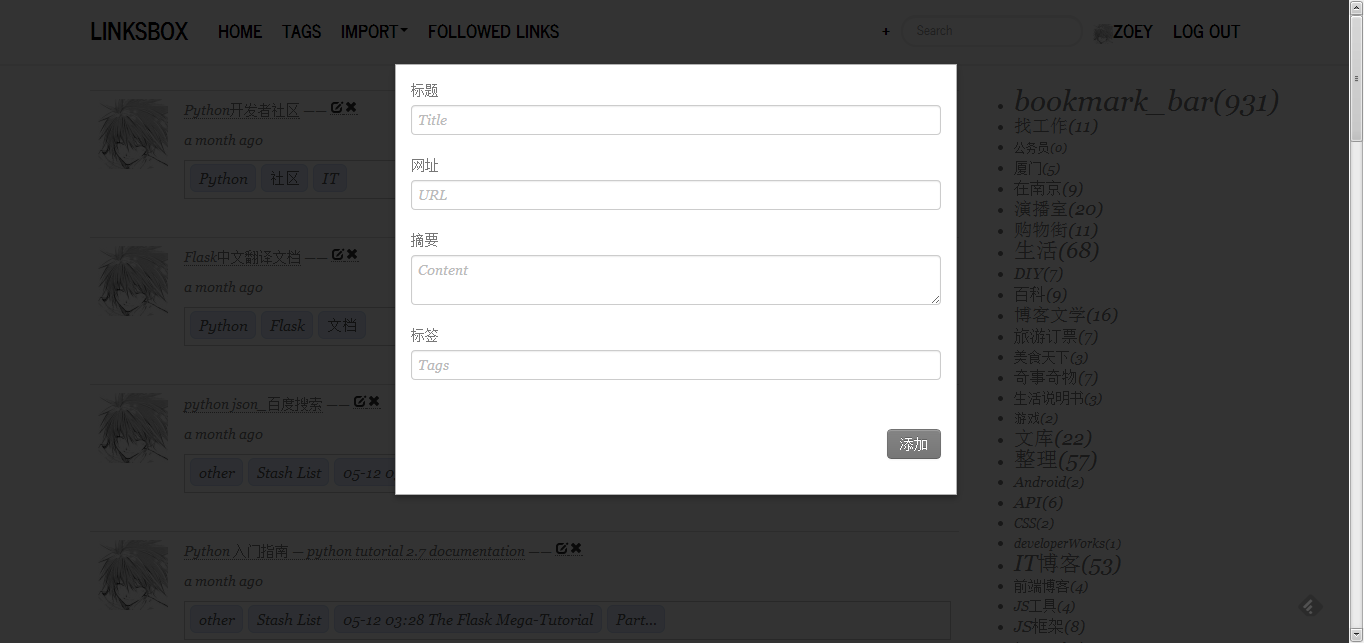 LINKSBOX HOME TAGS IMPORT FOLLOWED LINKS + Search ZOEY LOG OUT
标题
Title
网址
URL
摘要
Content
标签
Tags
添加
Python开发者社区 ——
a month ago
Python 社区 IT
Flask中文翻译文档 ——
a month ago
Python Flask 文档
python json_百度搜索 ——
a month ago
other Stash List 05-12 03
Python 入门指南 — python tutorial 2.7 documentation ——
a month ago
other Stash List 05-12 03:28 The Flask Mega-Tutorial Part...
bookmark_bar(931)
找工作(11)
公务员(0)
厦门(5)
在南京(9)
演播室(20)
购物街(11)
生活(68)
DIY(7)
百科(9)
博客文学(16)
旅游订票(7)
美食天下(3)
奇事奇物(7)
生活说明书(3)
游戏(2)
文库(22)
整理(57)
Android(2)
API(6)
CSS(2)
developerWorks(1)
IT博客(53)
前端博客(4)
JS工具(4)
JS框架(8)